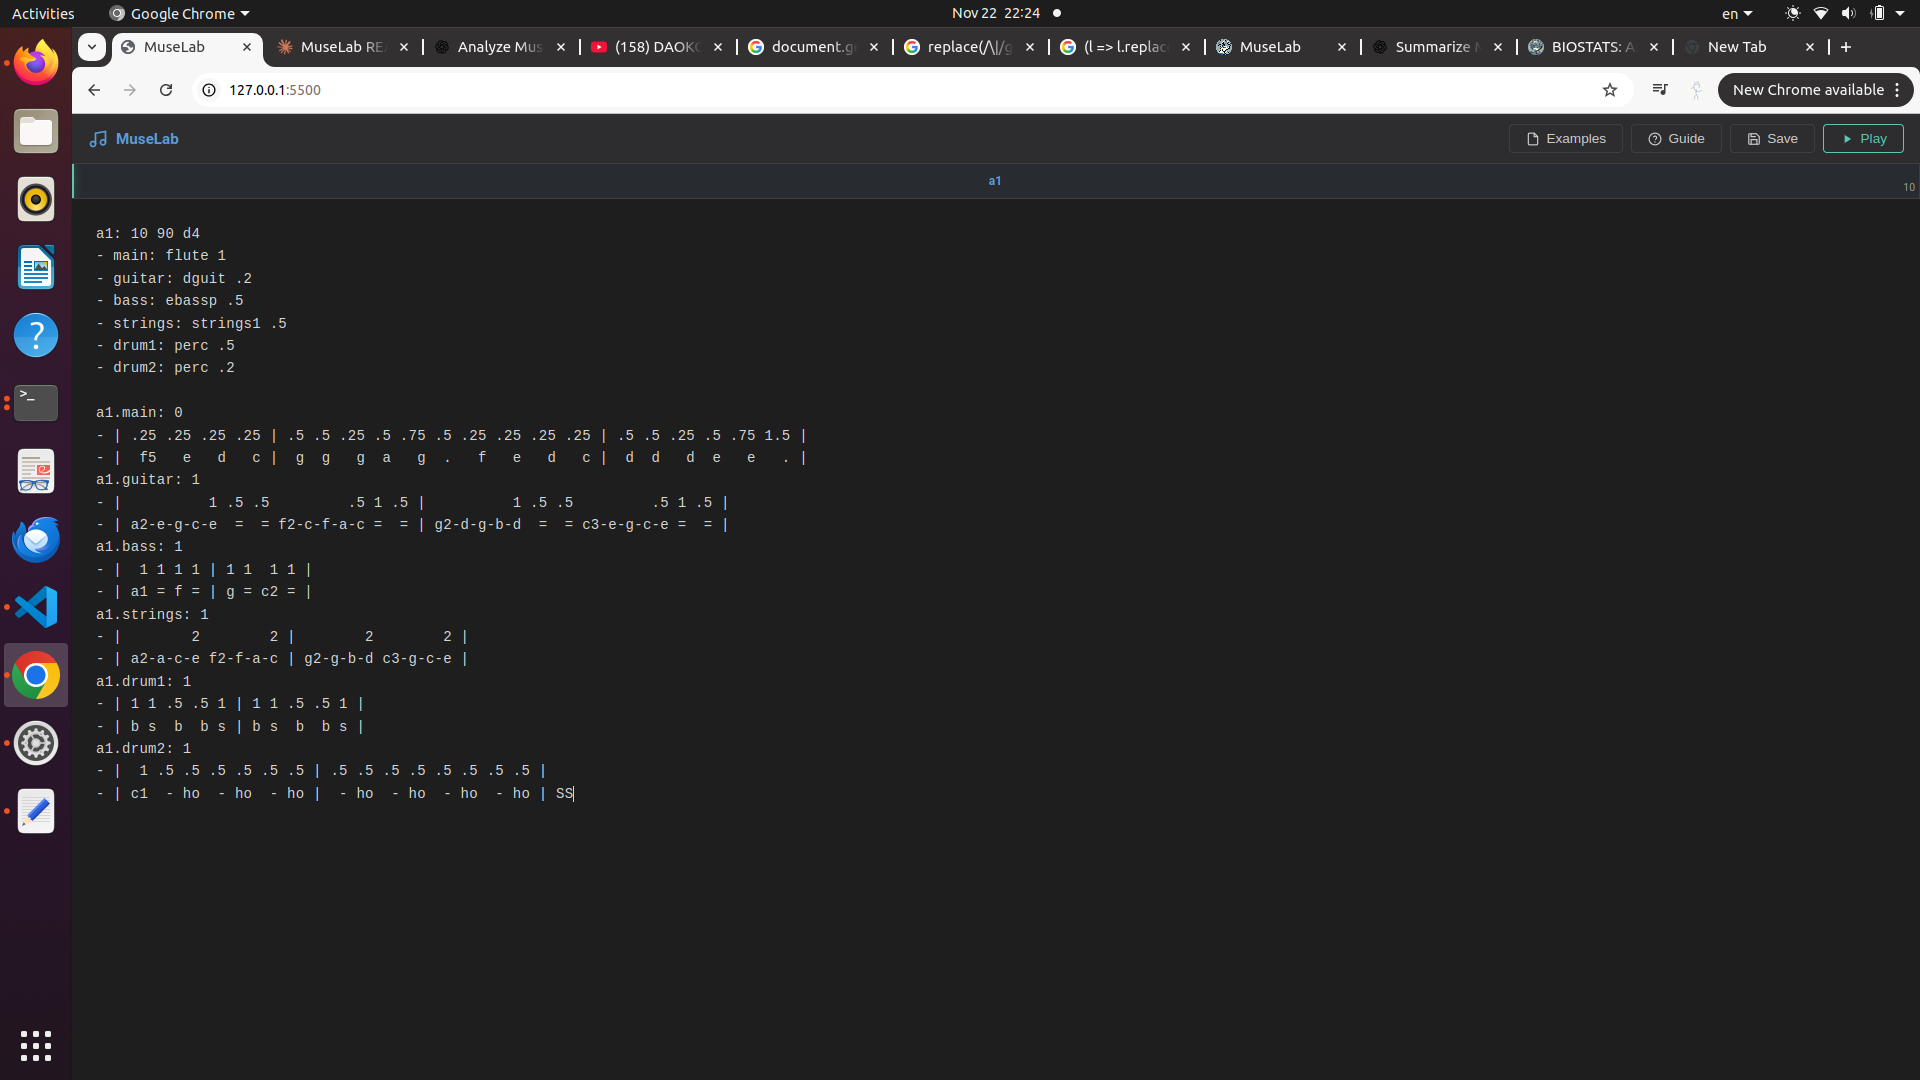 Activities Google Chrome Nov 22 22:24 en
MuseLab MuseLab RE Analyze Mus (158) DAOK document.g replace(/\|/g (l => l.replac MuseLab Summarize BIOSTATS: A New Tab
127.0.0.1:5500 New Chrome available
MuseLab Examples Guide Save Play
a1 10
a1: 10 90 d4
- main: flute 1
- guitar: dguit .2
- bass: ebassp .5
- strings: strings1 .5
- drum1: perc .5
- drum2: perc .2
a1.main: 0
- | .25 .25 .25 .25 | .5 .5 .25 .5 .75 .5 .25 .25 .25 .25 | .5 .5 .25 .5 .75 1.5 |
- |  f5   e   d   c |  g  g   g  a   g  .   f   e   d   c |  d  d   d  e   e   . |
a1.guitar: 1
- |          1 .5 .5         .5 1 .5 |          1 .5 .5         .5 1 .5 |
- | a2-e-g-c-e  =  = f2-c-f-a-c =  = | g2-d-g-b-d  =  = c3-e-g-c-e =  = |
a1.bass: 1
- |  1 1 1 1 | 1 1  1 1 |
- | a1 = f = | g = c2 = |
a1.strings: 1
- |        2        2 |        2        2 |
- | a2-a-c-e f2-f-a-c | g2-g-b-d c3-g-c-e |
a1.drum1: 1
- | 1 1 .5 .5 1 | 1 1 .5 .5 1 |
- | b s  b  b s | b s  b  b s |
a1.drum2: 1
- |  1 .5 .5 .5 .5 .5 .5 | .5 .5 .5 .5 .5 .5 .5 .5 |
- | c1  - ho  - ho  - ho |  - ho  - ho  - ho  - ho | SS